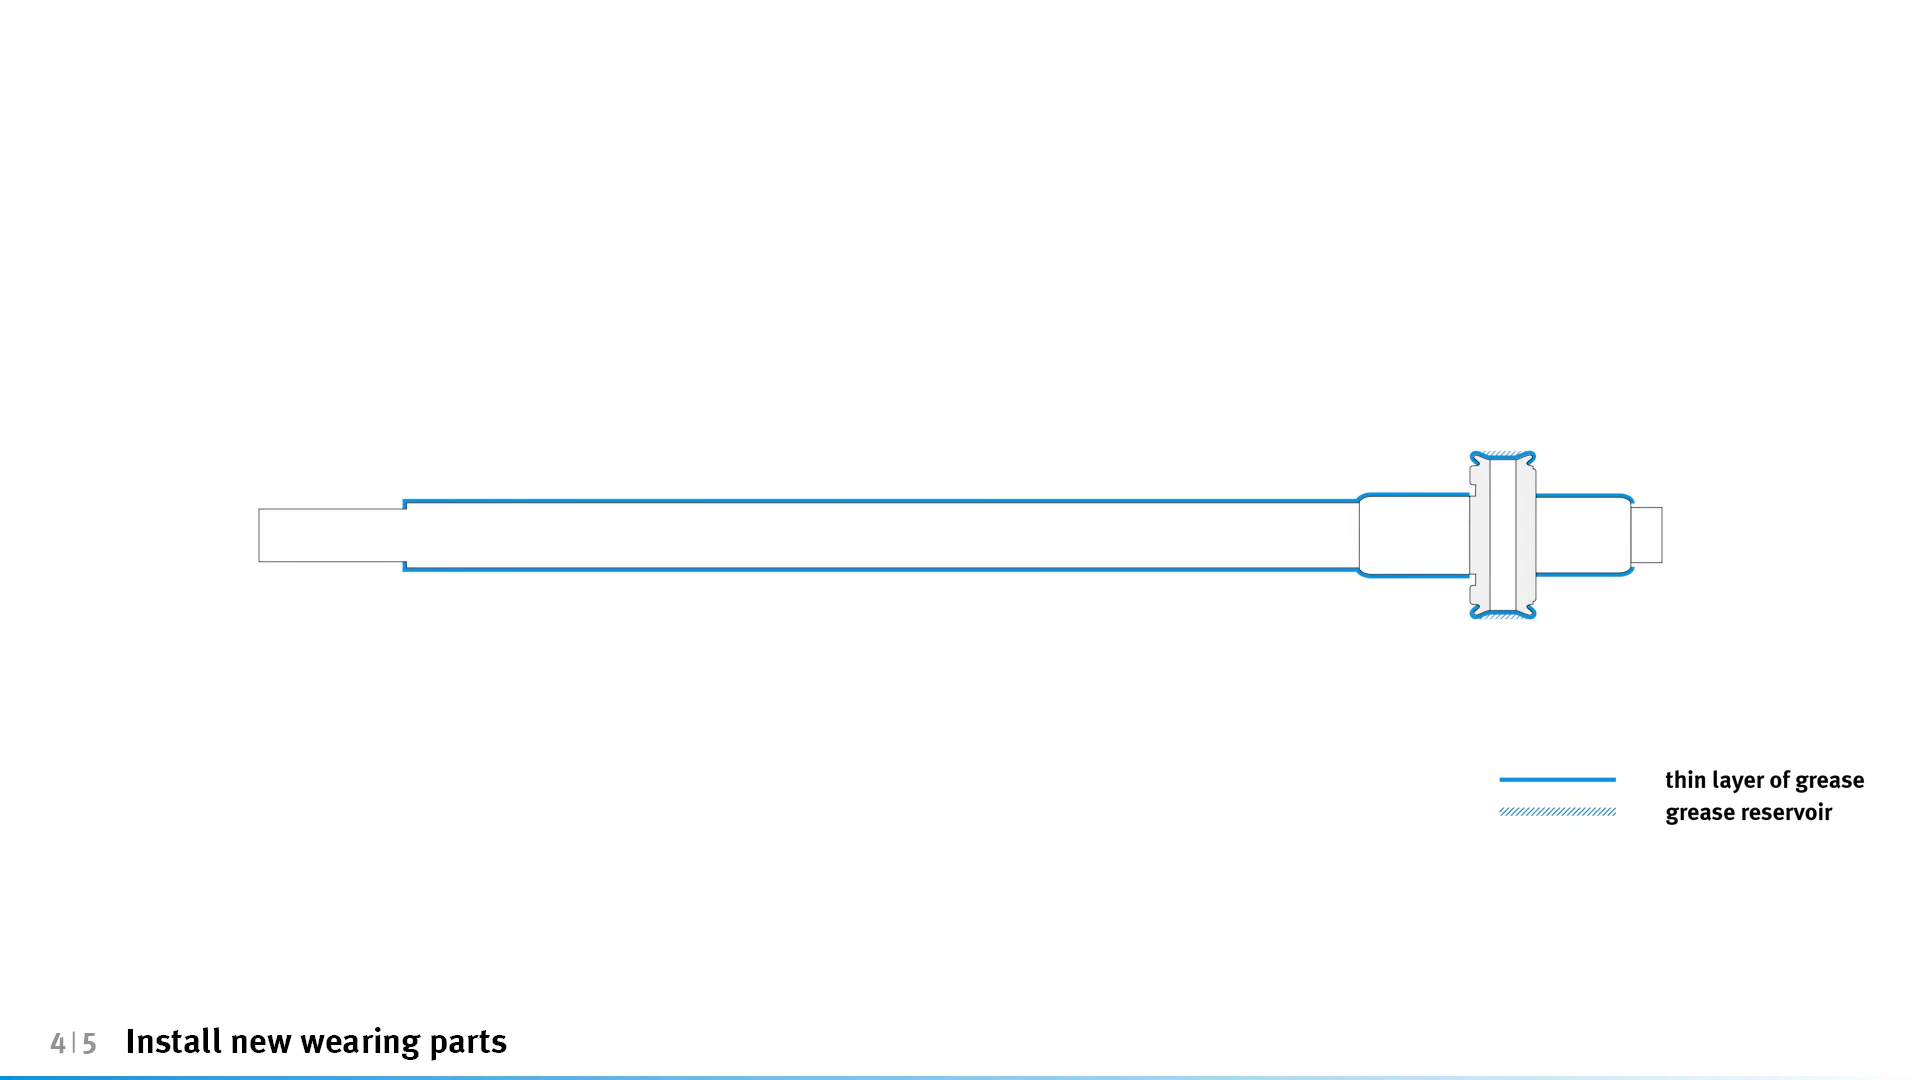 thin layer of grease
grease reservoir
4|5 Install new wearing parts